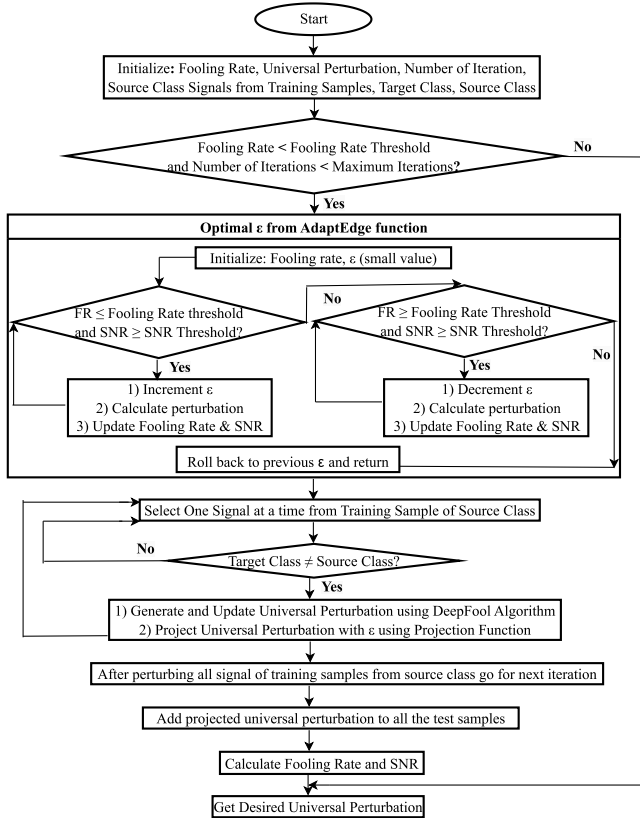 Start
Initialize: Fooling Rate, Universal Perturbation, Number of Iteration,
Source Class Signals from Training Samples, Target Class, Source Class
Fooling Rate < Fooling Rate Threshold
and Number of Iterations < Maximum Iterations?
No
Yes
Optimal ε from AdaptEdge function
Initialize: Fooling rate, ε (small value)
FR ≤ Fooling Rate threshold
and SNR ≥ SNR Threshold?
No
Yes
1) Increment ε
2) Calculate perturbation
3) Update Fooling Rate & SNR
FR ≥ Fooling Rate Threshold
and SNR ≥ SNR Threshold?
No
Yes
1) Decrement ε
2) Calculate perturbation
3) Update Fooling Rate & SNR
Roll back to previous ε and return
Select One Signal at a time from Training Sample of Source Class
Target Class ≠ Source Class?
No
Yes
1) Generate and Update Universal Perturbation using DeepFool Algorithm
2) Project Universal Perturbation with ε using Projection Function
After perturbing all signal of training samples from source class go for next iteration
Add projected universal perturbation to all the test samples
Calculate Fooling Rate and SNR
Get Desired Universal Perturbation